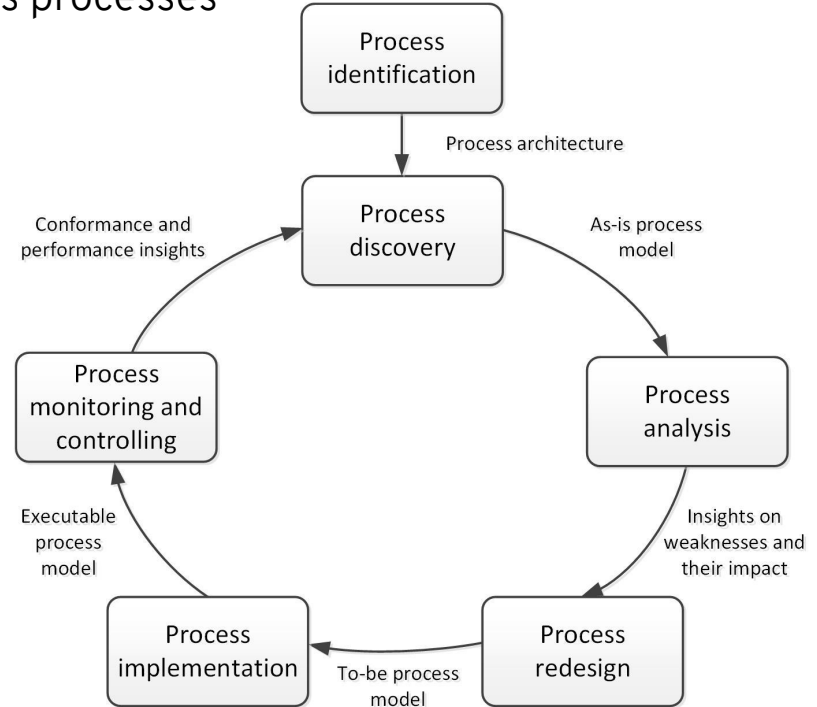 s processes
Process
identification
Process architecture
Process
discovery
Conformance and
performance insights
As-is process
model
Process
monitoring and
controlling
Process
analysis
Executable
process
model
Insights on
weaknesses and
their impact
Process
implementation
To-be process
model
Process
redesign